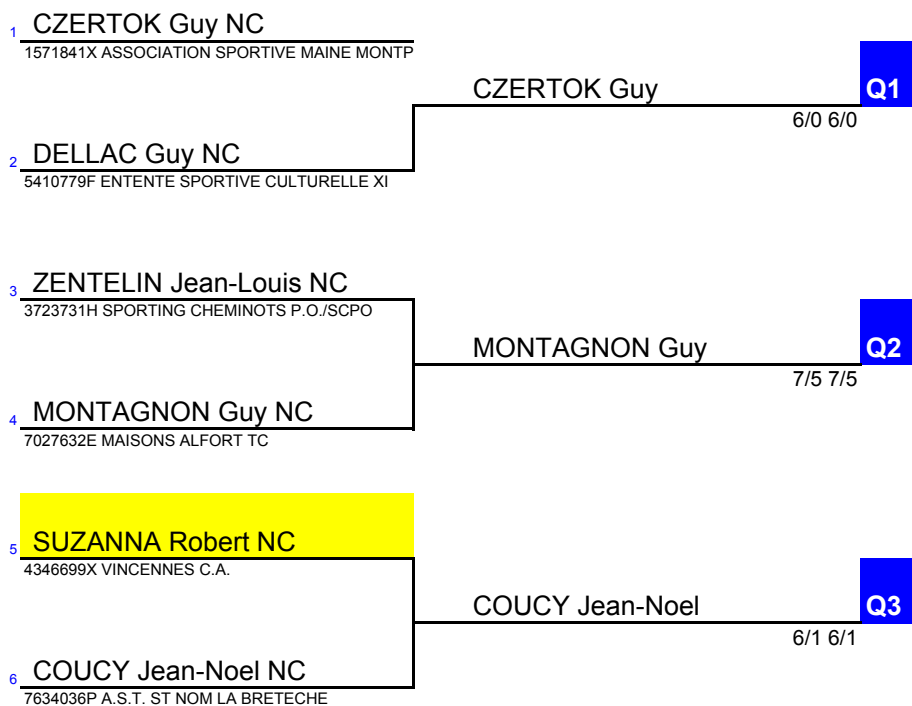 1 CZERTOK Guy NC
1571841X ASSOCIATION SPORTIVE MAINE MONTP
CZERTOK Guy Q1
6/0 6/0
2 DELLAC Guy NC
5410779F ENTENTE SPORTIVE CULTURELLE XI
3 ZENTELIN Jean-Louis NC
3723731H SPORTING CHEMINOTS P.O./SCPO
MONTAGNON Guy Q2
7/5 7/5
4 MONTAGNON Guy NC
7027632E MAISONS ALFORT TC
5 SUZANNA Robert NC
4346699X VINCENNES C.A.
COUCY Jean-Noel Q3
6/1 6/1
6 COUCY Jean-Noel NC
7634036P A.S.T. ST NOM LA BRETECHE